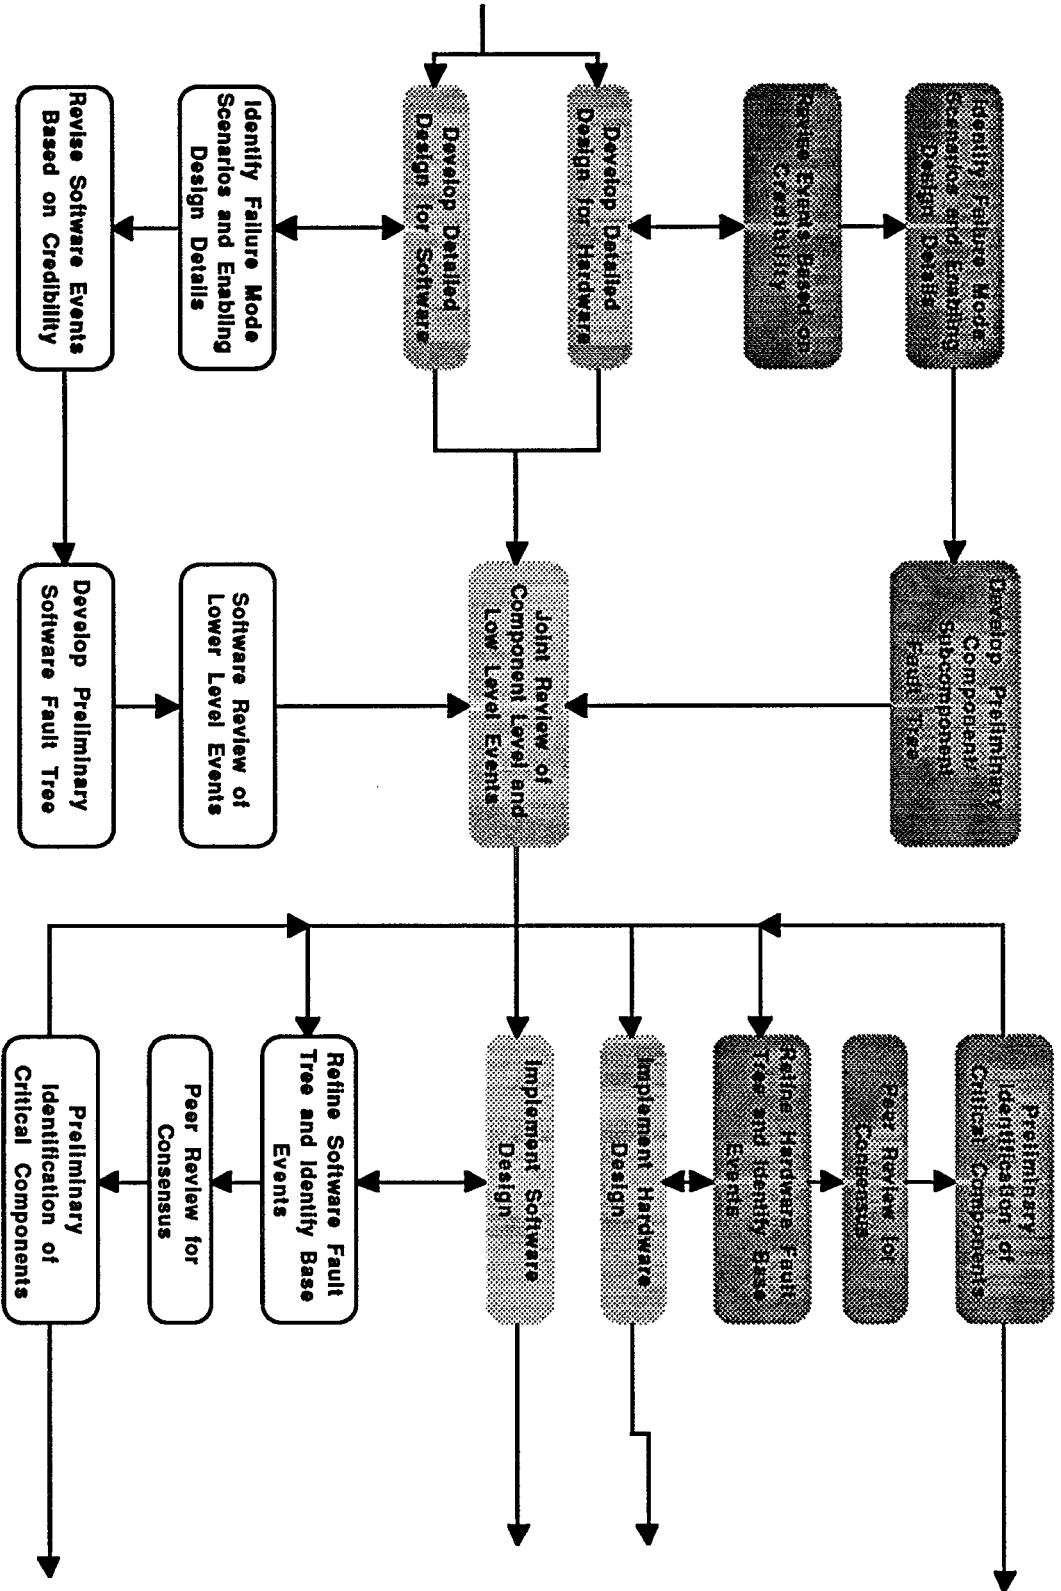 Identify Failure Mode
Scenarios and Enabling
Design Details
Revise Events Based on
Credibility
Develop Detailed
Design for Hardware
Develop Detailed
Design for Software
Identify Failure Mode
Scenarios and Enabling
Design Details
Revise Software Events
Based on Credibility
Develop Preliminary
Component/
Subcomponent
Fault Tree
Joint Review of
Component Level and
Low Level Events
Software Review of
Lower Level Events
Develop Preliminary
Software Fault Tree
Preliminary
Identification of
Critical Components
Peer Review for
Consensus
Refine Hardware Fault
Tree and Identify Base
Events
Implement Hardware
Design
Implement Software
Design
Refine Software Fault
Tree and Identify Base
Events
Peer Review for
Consensus
Preliminary
Identification of
Critical Components